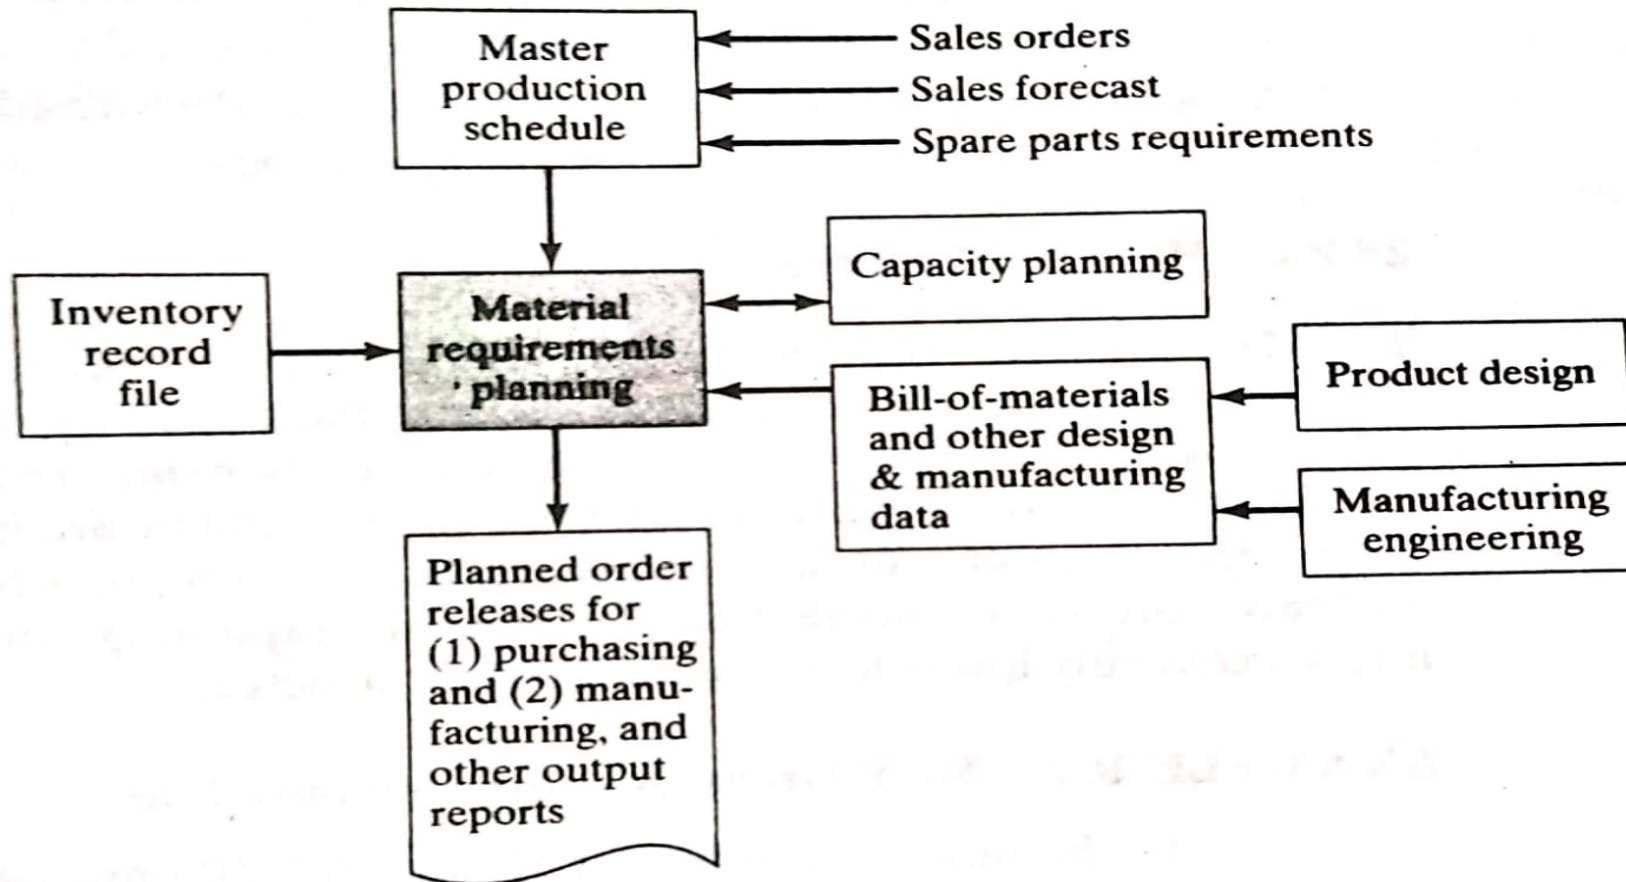 Master
production
schedule
Sales orders
Sales forecast
Spare parts requirements
Capacity planning
Inventory
record
file
Material
requirements
planning
Bill-of-materials
and other design
& manufacturing
data
Product design
Manufacturing
engineering
Planned order
releases for
(1) purchasing
and (2) manu-
facturing, and
other output
reports